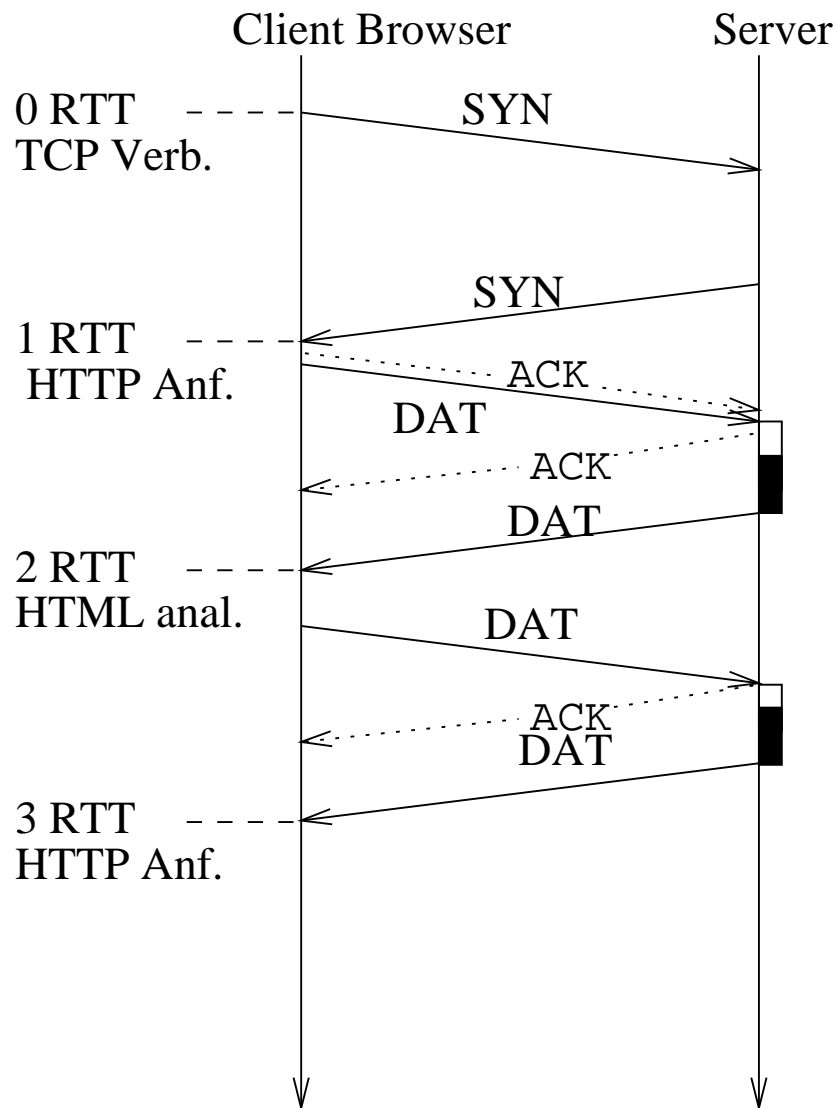 Client Browser
Server
0 RTT
SYN
TCP Verb.
SYN
1 RTT
ACK
HTTP Anf.
DAT
ACK
DAT
2 RTT
HTML anal.
DAT
ACK
DAT
3 RTT
HTTP Anf.